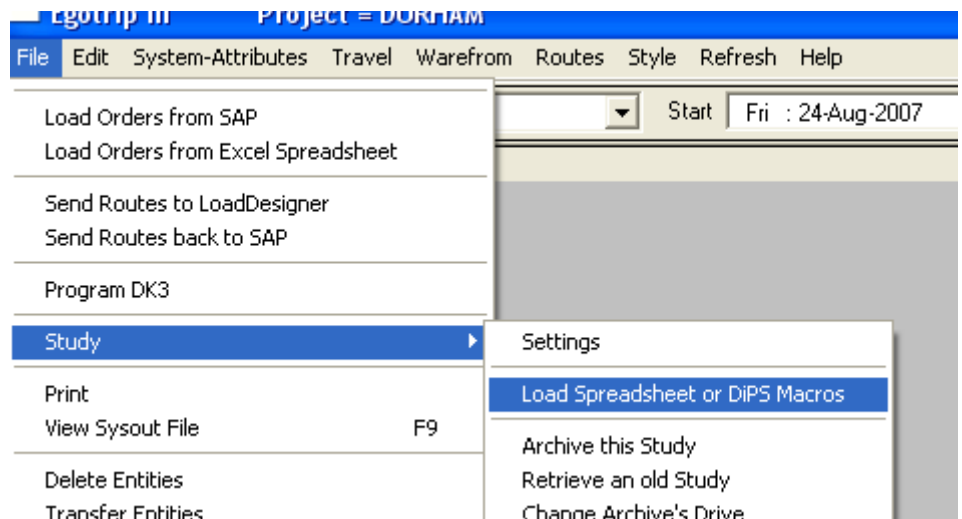 Egotrip III Project = DORHAM
File Edit System-Attributes Travel Warefrom Routes Style Refresh Help
Start Fri : 24-Aug-2007
Load Orders from SAP
Load Orders from Excel Spreadsheet
Send Routes to LoadDesigner
Send Routes back to SAP
Program DK3
Study
Print
View Sysout File F9
Delete Entities
Transfer Entities
Settings
Load Spreadsheet or DiPS Macros
Archive this Study
Retrieve an old Study
Change Archive's Drive